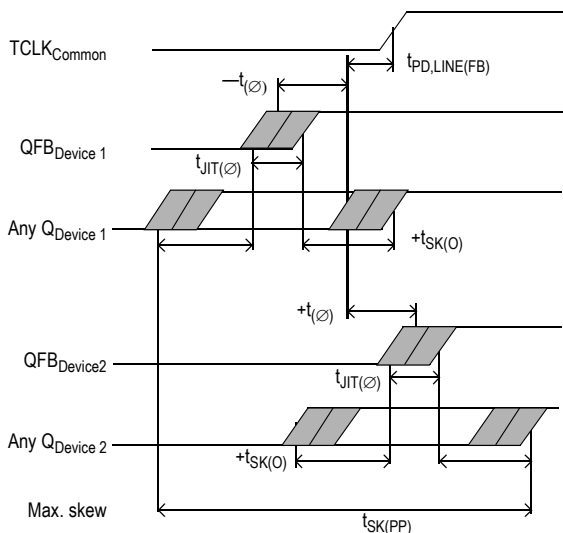 TCLKCommon
tPD,LINE(FB)
—t(∅)
QFBDevice 1
tJIT(∅)
Any QDevice 1
+tSK(O)
+t(∅)
QFBDevice2
tJIT(∅)
Any QDevice 2
+tSK(O)
Max. skew
tSK(PP)